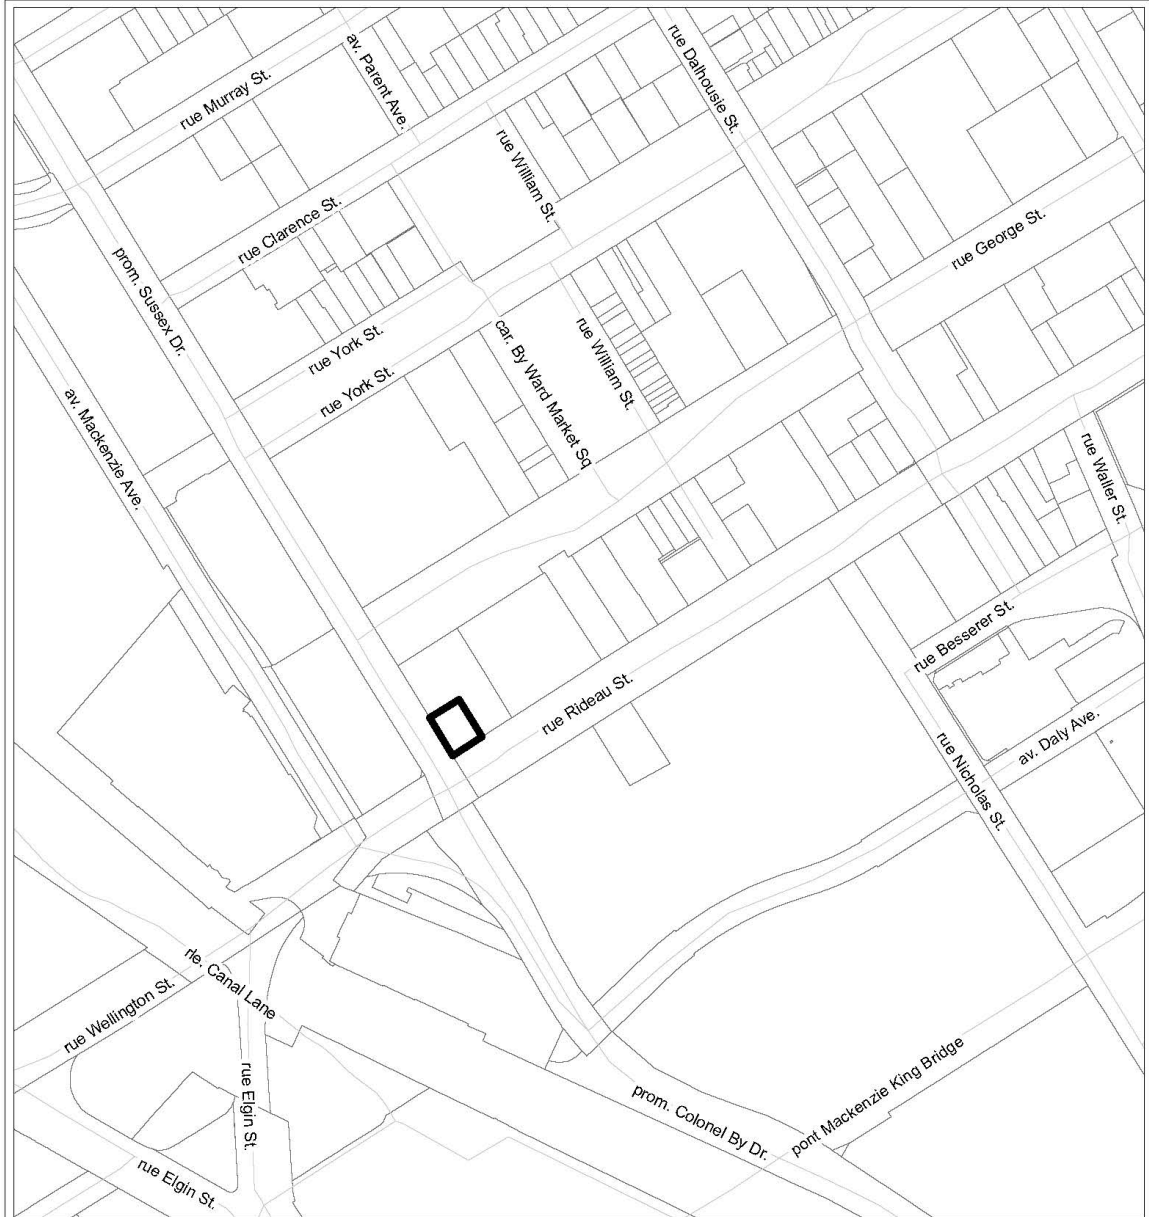 av. Parent Ave.
rue Dalhousie St.
rue Murray St.
rue William St.
rue Clarence St.
rue George St.
prom. Sussex Dr.
rue York St.
rue York St.
car. By Ward Market Sq
rue William St.
av. Mackenzie Ave.
rue Waller St.
rue Besserer St.
rue Rideau St.
av. Daly Ave.
rue Nicholas St.
rle. Canal Lane
rue Wellington St.
rue Elgin St.
prom. Colonel By Dr.
pont Mackenzie King Bridge
rue Elgin St.